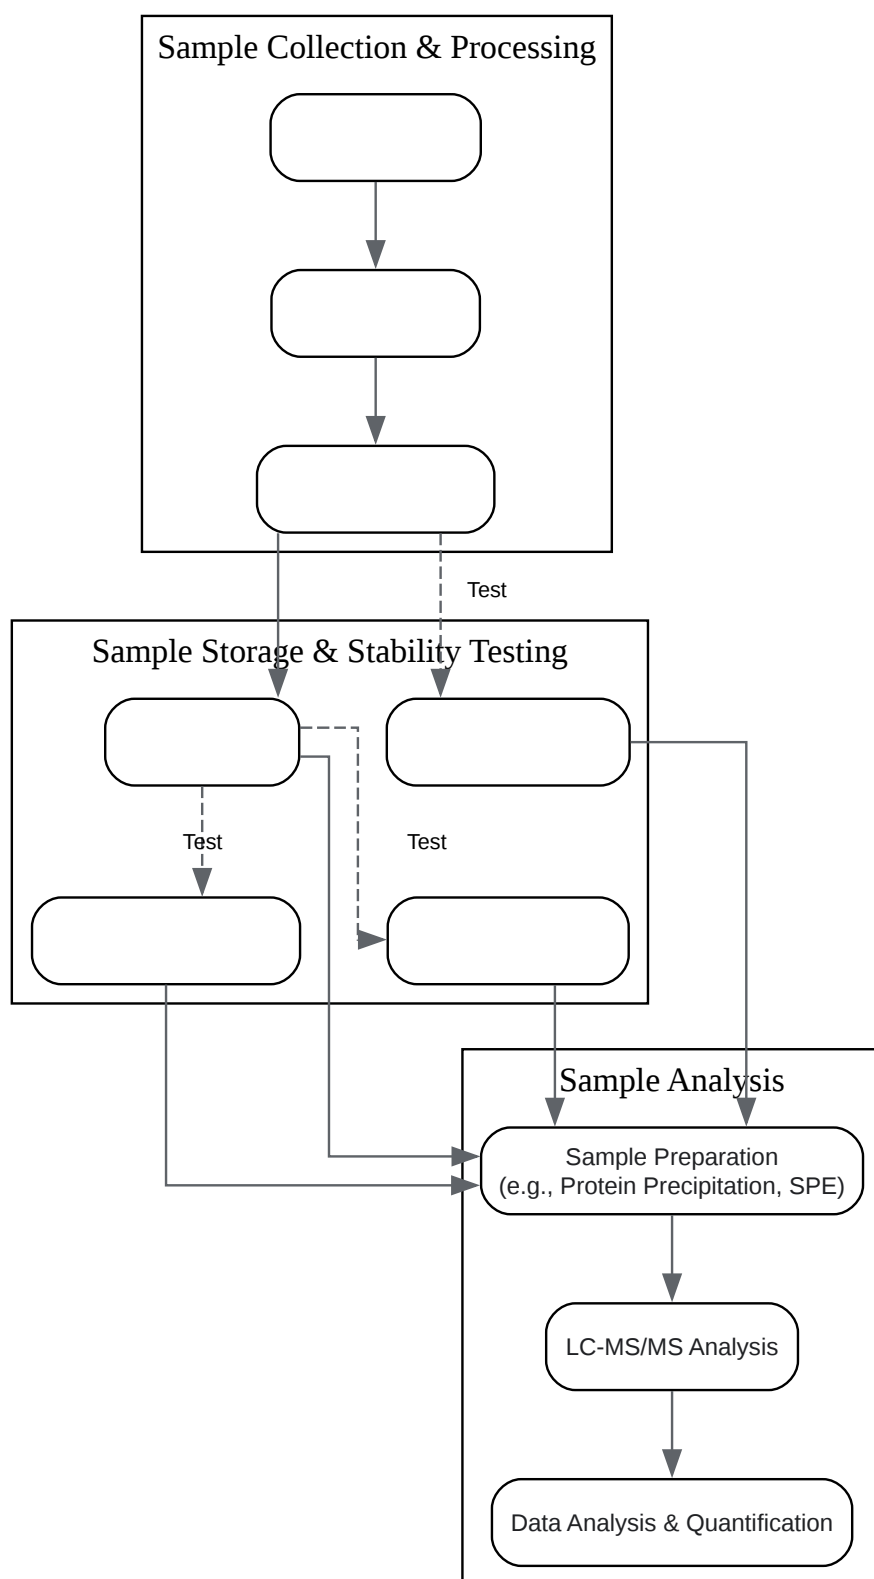 Sample Collection & Processing
Test
Sample Storage & Stability Testing
Test
Test
Sample Analysis
Sample Preparation
(e.g., Protein Precipitation, SPE)
LC-MS/MS Analysis
Data Analysis & Quantification